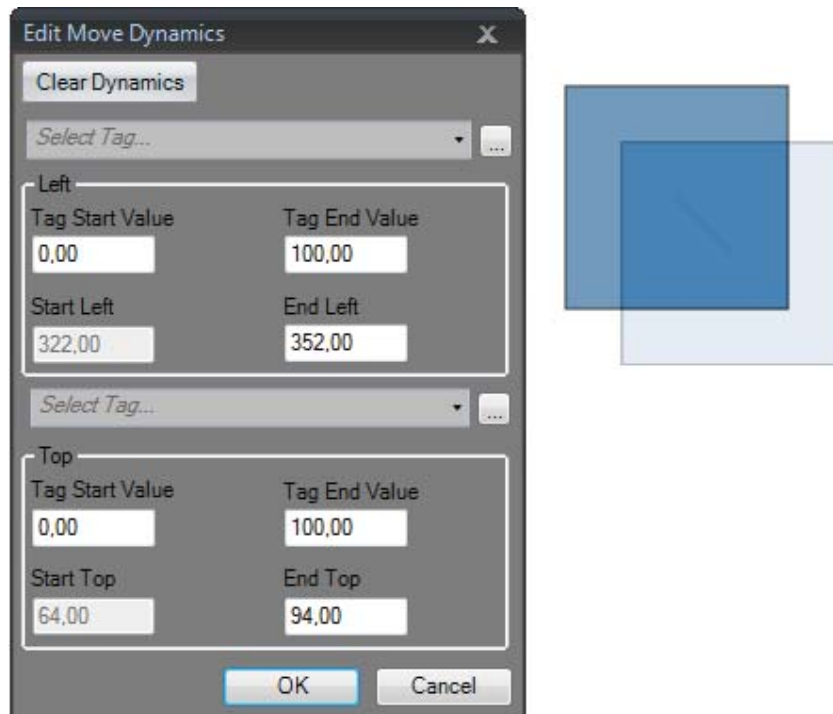 Edit Move Dynamics X
Clear Dynamics
Select Tag... ...
Left
Tag Start Value Tag End Value
0,00 100,00
Start Left End Left
322,00 352,00
Select Tag... ...
Top
Tag Start Value Tag End Value
0,00 100,00
Start Top End Top
64,00 94,00
OK Cancel